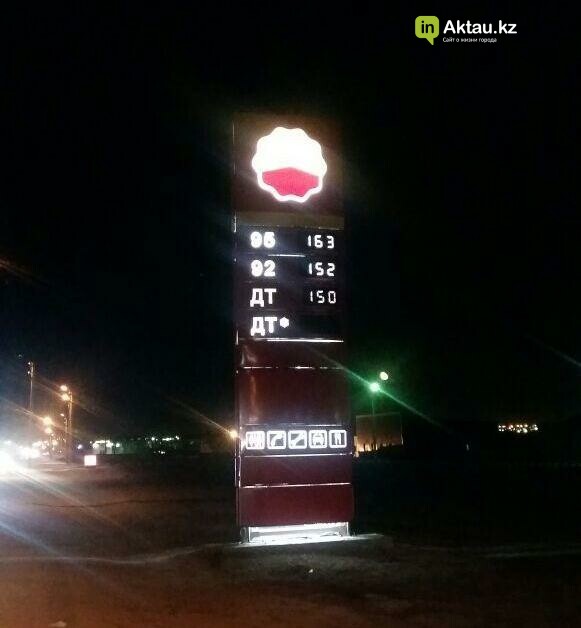 in Aktau.kz
Сайт о жизни города
95 163
92 152
ДТ 150
ДТ*